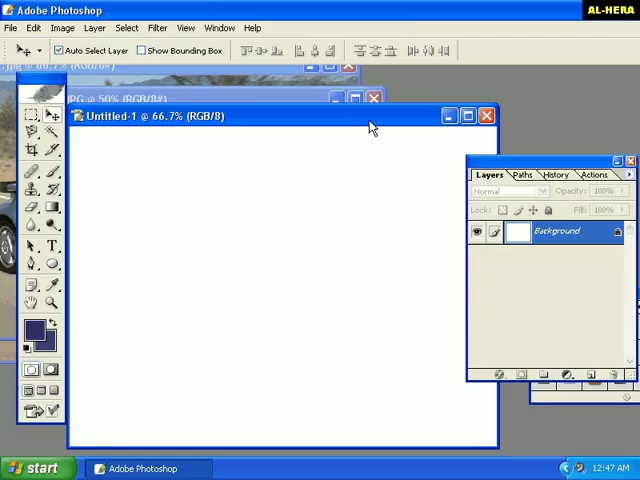 Adobe Photoshop
AL-HERA
File Edit Image Layer Select Filter View Window Help
Auto Select Layer Show Bounding Box
.jpg @ 66.7% (RGB/8#)
JPG @ 50% (RGB/8#)
Untitled-1 @ 66.7% (RGB/8)
Layers Paths History Actions
Normal Opacity: 100%
Lock: Fill: 100%
Background
start Adobe Photoshop 12:47 AM